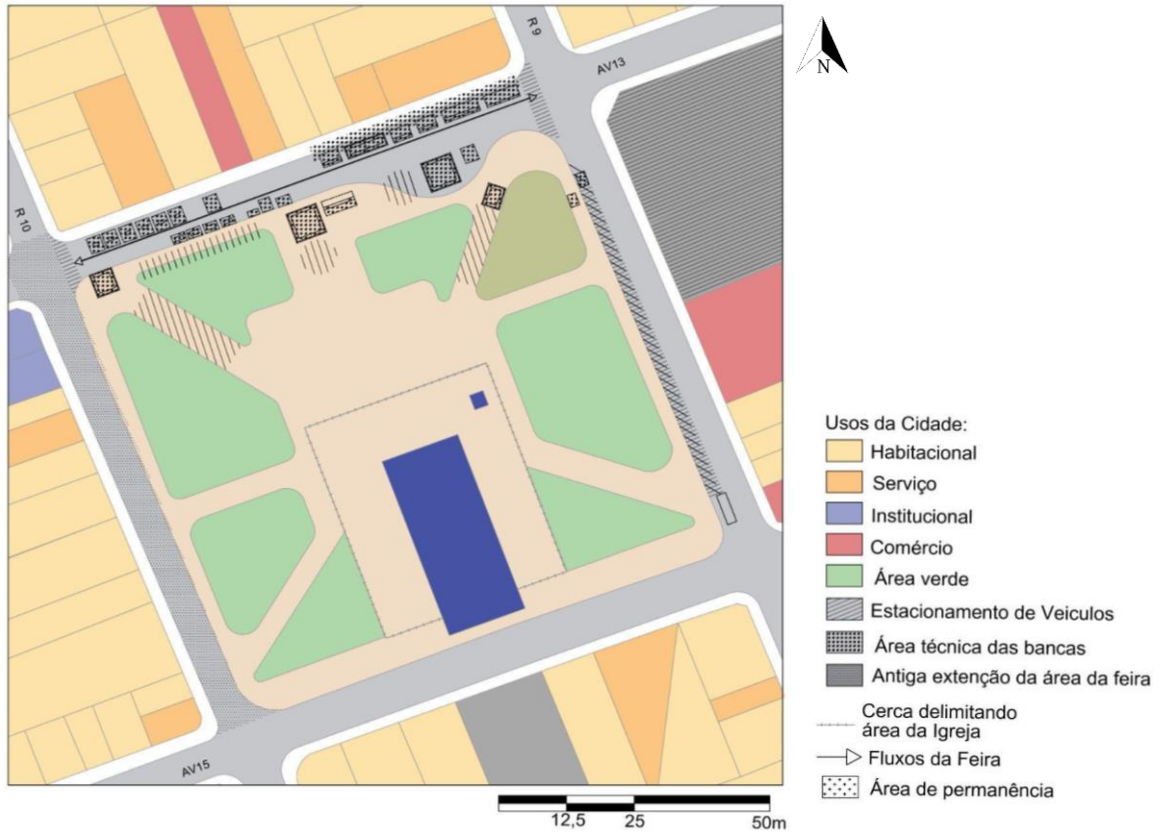 R 9
AV13
N
R 10
AV15
Usos da Cidade:
Habitacional
Serviço
Institucional
Comércio
Área verde
Estacionamento de Veiculos
Área técnica das bancas
Antiga extenção da área da feira
Cerca delimitando
área da Igreja
Fluxos da Feira
Área de permanência
12,5 25 50m